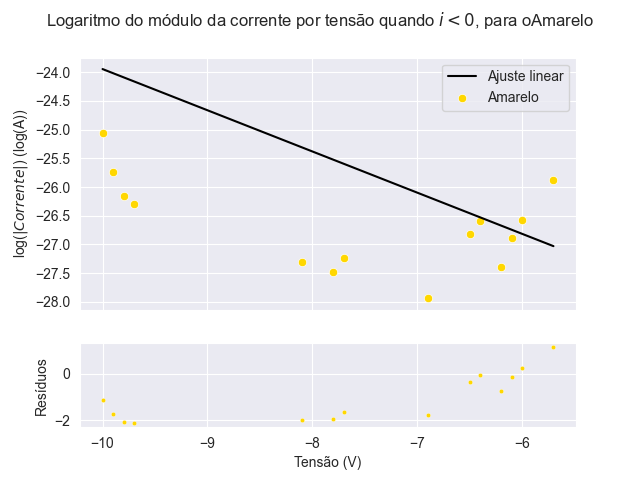 Logaritmo do módulo da corrente por tensão quando i < 0, para oAmarelo
log(|Corrente|) (log(A))
−24.0
−24.5
−25.0
−25.5
−26.0
−26.5
−27.0
−27.5
−28.0
Ajuste linear
Amarelo
Resíduos
0
−2
−10 −9 −8 −7 −6
Tensão (V)